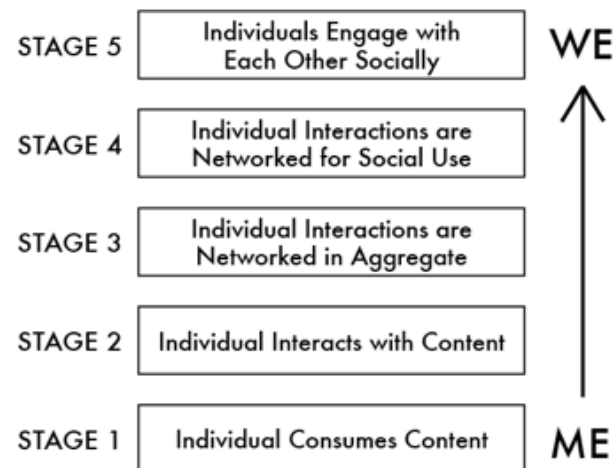 STAGE 5
Individuals Engage with
Each Other Socially
WE
STAGE 4
Individual Interactions are
Networked for Social Use
STAGE 3
Individual Interactions are
Networked in Aggregate
STAGE 2
Individual Interacts with Content
STAGE 1
Individual Consumes Content
ME